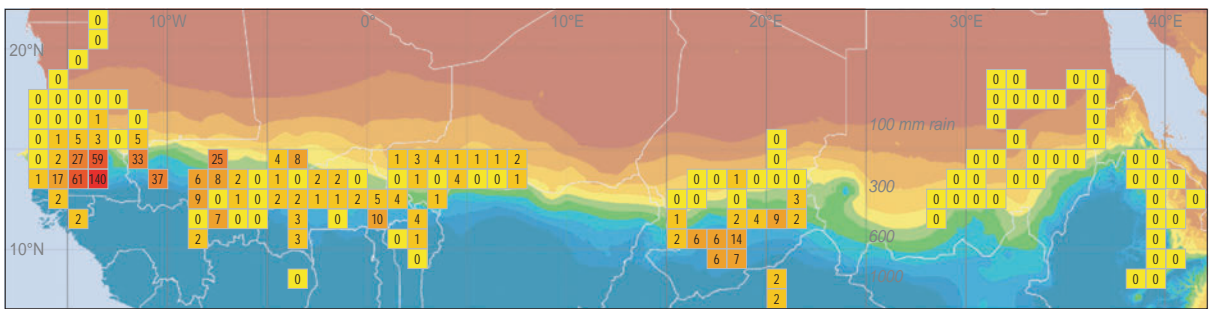 0 10°W 0° 10°E 20°E 30°E 40°E
0
20°N
0
0 0 0 0 0
0 0 0 0 0 0 0 0 0 0
0 0 0 1 0 0 0
100 mm rain
0 1 5 3 0 5 0 0 0
0 2 27 59 33 25 4 8 1 3 4 1 1 1 2 0 0 0 0 0 0 0 0
1 17 61 140 37 6 8 2 0 1 0 2 2 0 0 1 0 4 0 0 1 0 0 1 0 0 0 0 0 0 0 0 0 0
300
2 9 0 1 0 2 2 1 1 2 5 4 1 0 0 0 3 0 0 0 0 0 0
2 0 7 0 0 3 0 10 4 1 2 4 9 2 0 0 0
600
2 3 0 1 2 6 6 14 0
10°N
0 6 7 0 0
1000
0 2 0 0
2